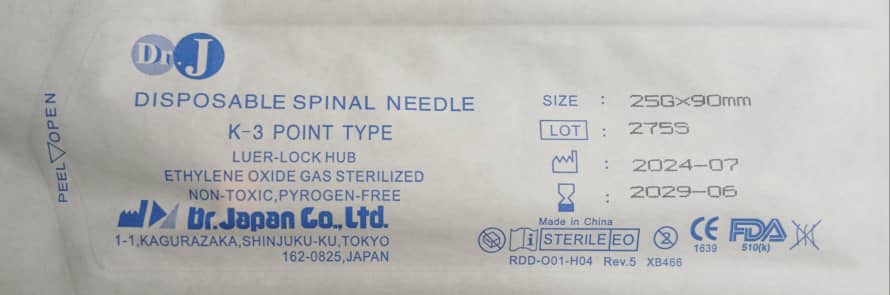 Dr.J
DISPOSABLE SPINAL NEEDLE
K-3 POINT TYPE
LUER-LOCK HUB
ETHYLENE OXIDE GAS STERILIZED
NON-TOXIC,PYROGEN-FREE
Dr.Japan Co.,Ltd.
1-1,KAGURAZAKA,SHINJUKU-KU,TOKYO
162-0825,JAPAN
PEEL OPEN
SIZE : 25G×90mm
LOT : 275S
: 2024-07
: 2029-06
Made in China
STERILE EO
2
CE
1639
FDA
510(k)
RDD-O01-H04 Rev.5 XB466